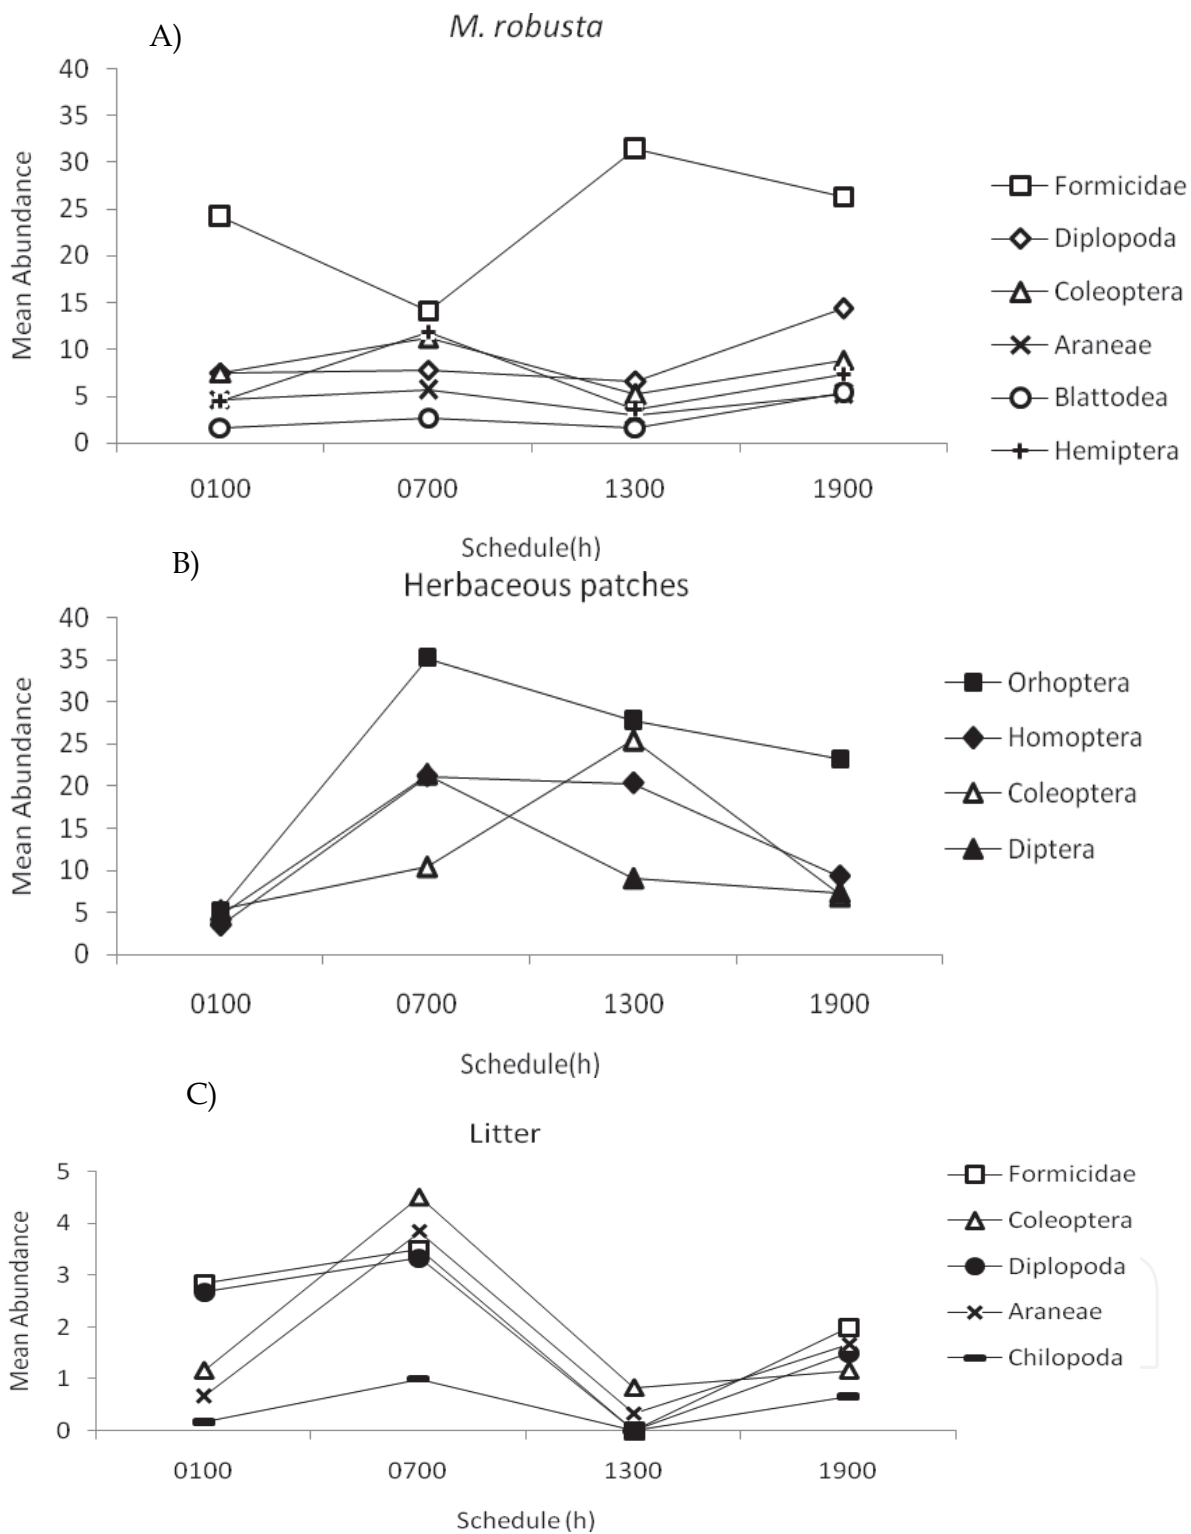 A)
M. robusta
40
35
30
25
20
15
10
5
0
Mean Abundance
0100 0700 1300 1900
Schedule(h)
Formicidae
Diplopoda
Coleoptera
Araneae
Blattodea
Hemiptera
B)
Herbaceous patches
40
35
30
25
20
15
10
5
0
Mean Abundance
0100 0700 1300 1900
Schedule(h)
Orhoptera
Homoptera
Coleoptera
Diptera
C)
Litter
5
4
3
2
1
0
Mean Abundance
0100 0700 1300 1900
Schedule (h)
Formicidae
Coleoptera
Diplopoda
Araneae
Chilopoda